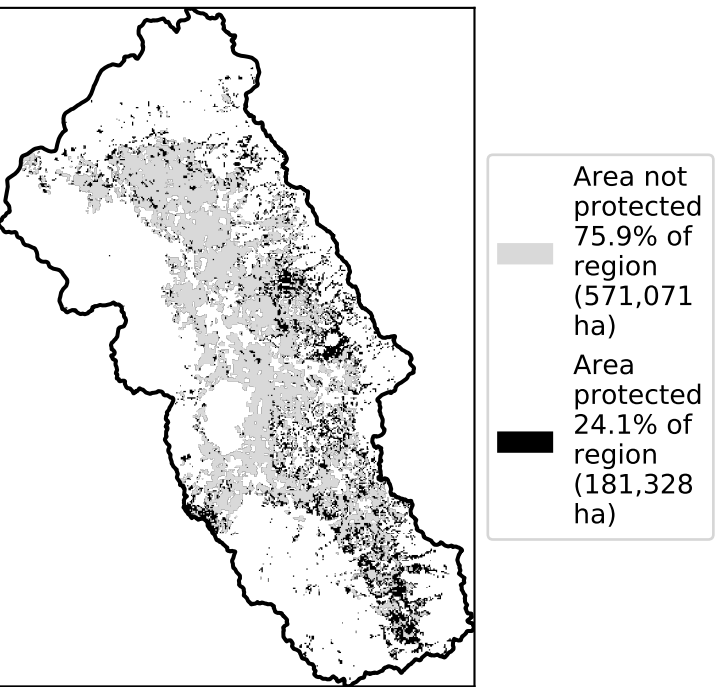 Area not
protected
75.9% of
region
(571,071
ha)
Area
protected
24.1% of
region
(181,328
ha)